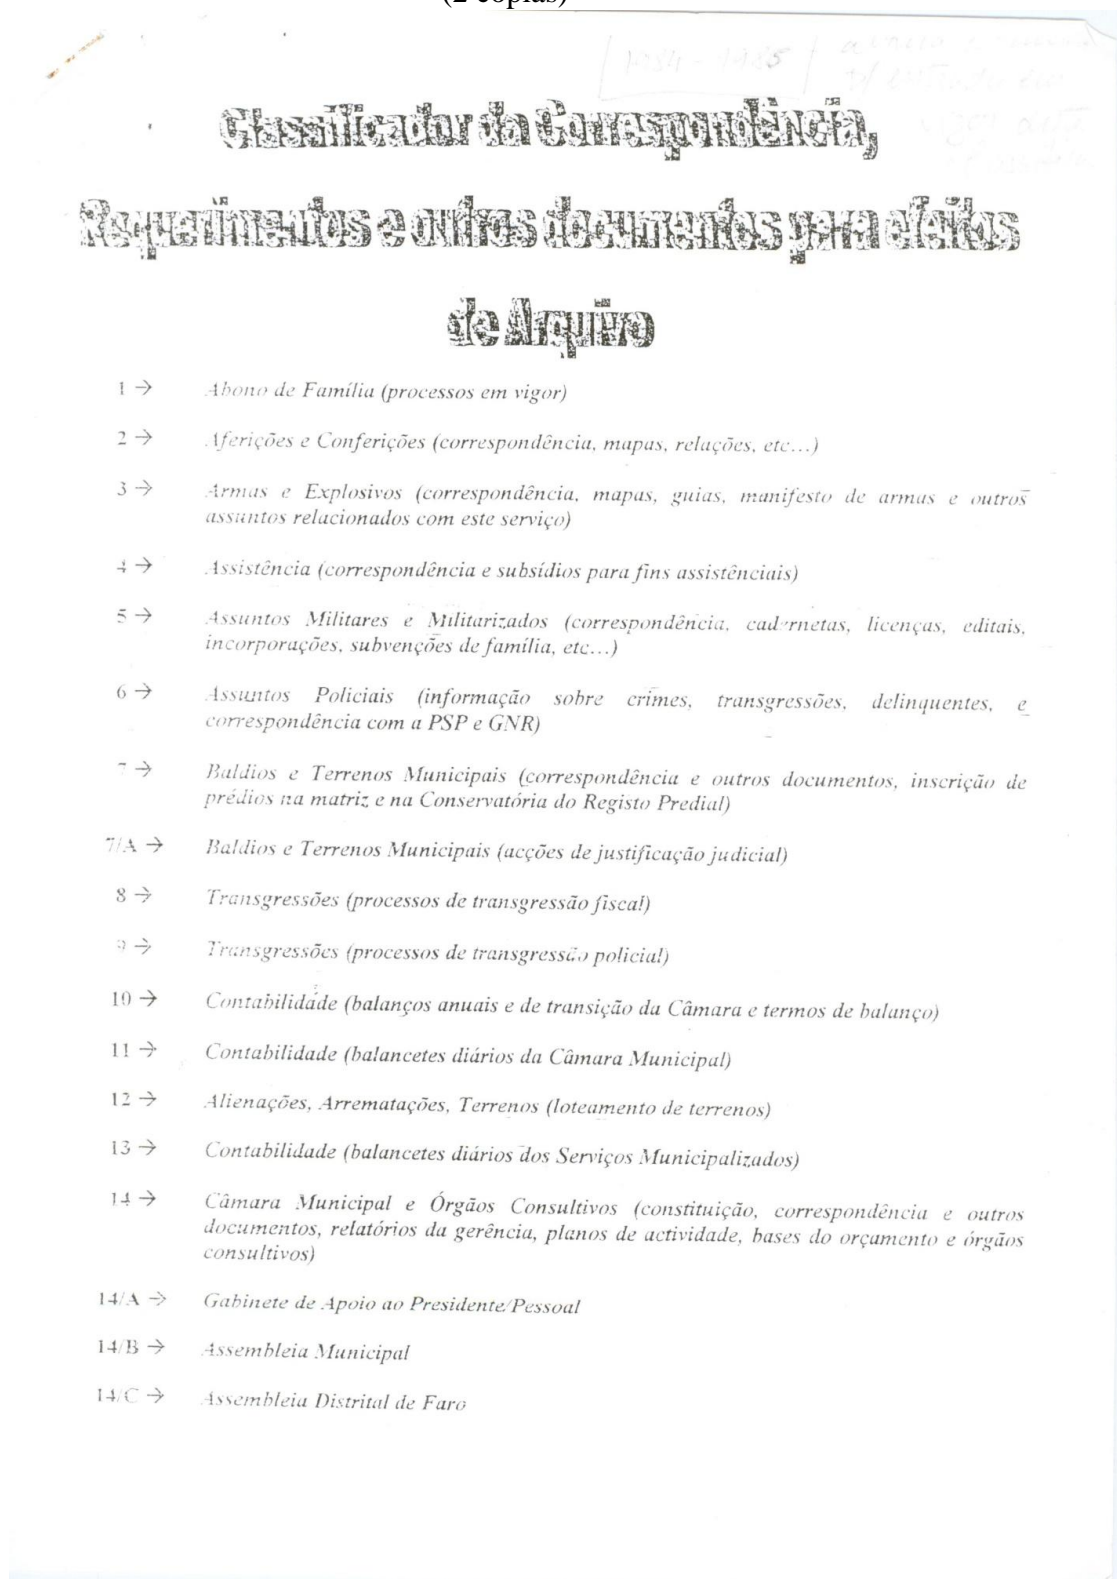 (2 cópias)
1984 - 1985
Classificador da Correspondência,
Requerimentos e outros documentos para efeitos
de Arquivo
1 → Abono de Família (processos em vigor)
2 → Aferições e Conferições (correspondência, mapas, relações, etc...)
3 → Armas e Explosivos (correspondência, mapas, guias, manifesto de armas e outros
assuntos relacionados com este serviço)
4 → Assistência (correspondência e subsídios para fins assistênciais)
5 → Assuntos Militares e Militarizados (correspondência, cadernetas, licenças, editais,
incorporações, subvenções de família, etc...)
6 → Assuntos Policiais (informação sobre crimes, transgressões, delinquentes, e
correspondência com a PSP e GNR)
7 → Baldios e Terrenos Municipais (correspondência e outros documentos, inscrição de
prédios na matriz e na Conservatória do Registo Predial)
7/A → Baldios e Terrenos Municipais (acções de justificação judicial)
8 → Transgressões (processos de transgressão fiscal)
9 → Transgressões (processos de transgressão policial)
10 → Contabilidade (balanços anuais e de transição da Câmara e termos de balanço)
11 → Contabilidade (balancetes diários da Câmara Municipal)
12 → Alienações, Arrematações, Terrenos (loteamento de terrenos)
13 → Contabilidade (balancetes diários dos Serviços Municipalizados)
14 → Câmara Municipal e Órgãos Consultivos (constituição, correspondência e outros
documentos, relatórios da gerência, planos de actividade, bases do orçamento e órgãos
consultivos)
14/A → Gabinete de Apoio ao Presidente/Pessoal
14/B → Assembleia Municipal
14/C → Assembleia Distrital de Faro